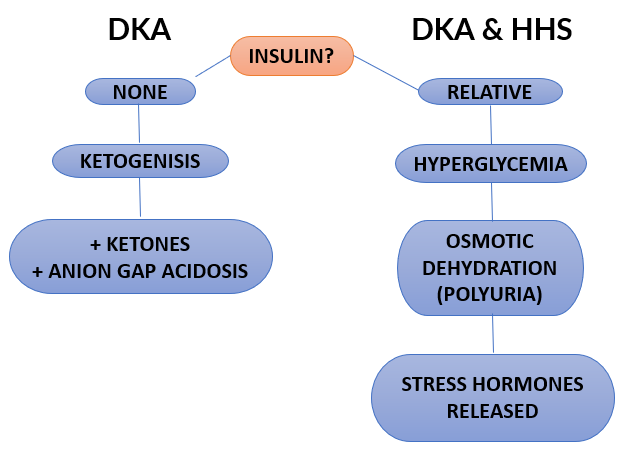 DKA
DKA & HHS
INSULIN?
NONE
RELATIVE
KETOGENISIS
HYPERGLYCEMIA
+ KETONES
+ ANION GAP ACIDOSIS
OSMOTIC
DEHYDRATION
(POLYURIA)
STRESS HORMONES
RELEASED